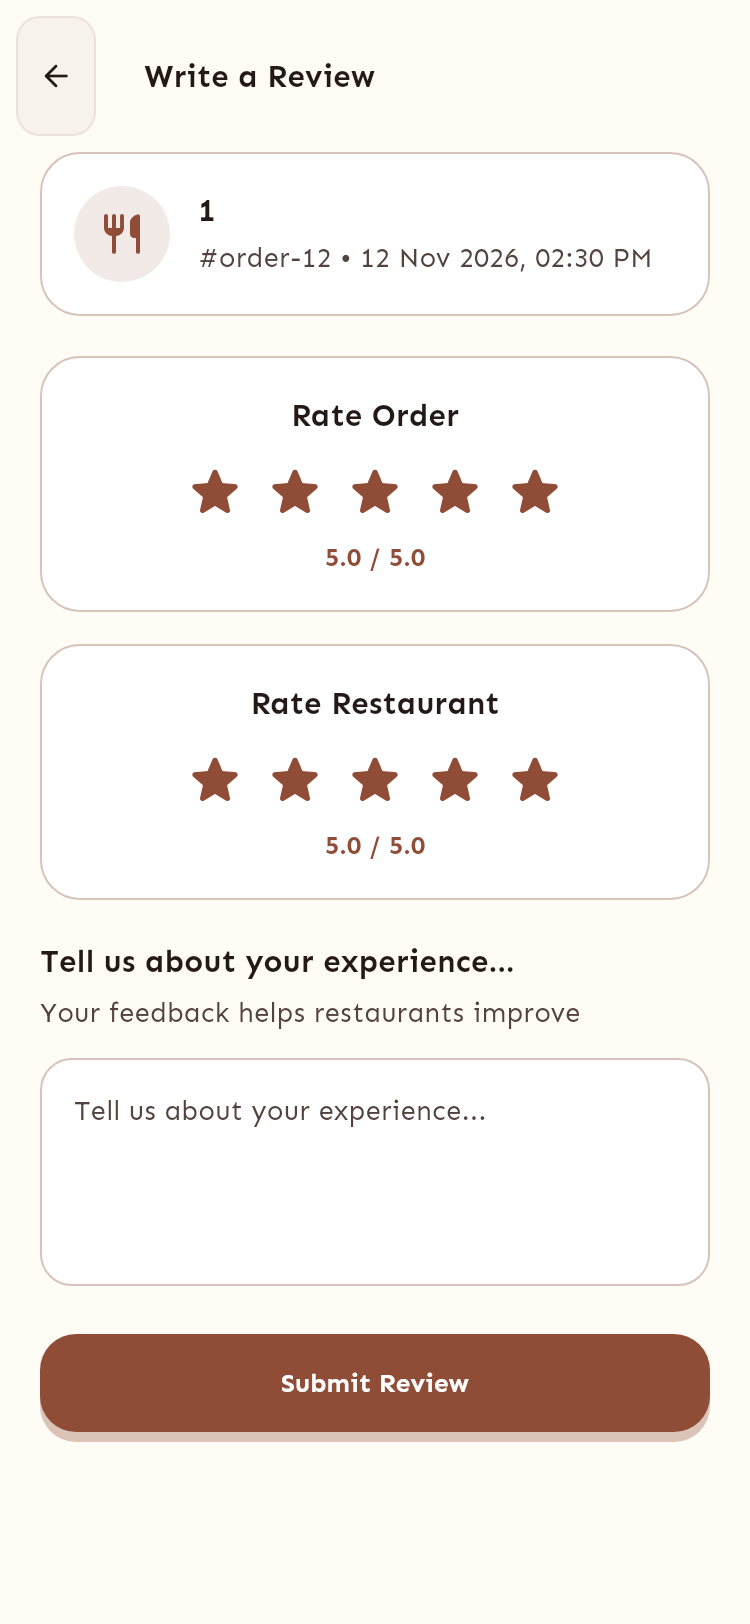 Write a Review
1
#order-12 • 12 Nov 2026, 02:30 PM
Rate Order
5.0 / 5.0
Rate Restaurant
5.0 / 5.0
Tell us about your experience...
Your feedback helps restaurants improve
Tell us about your experience...
Submit Review